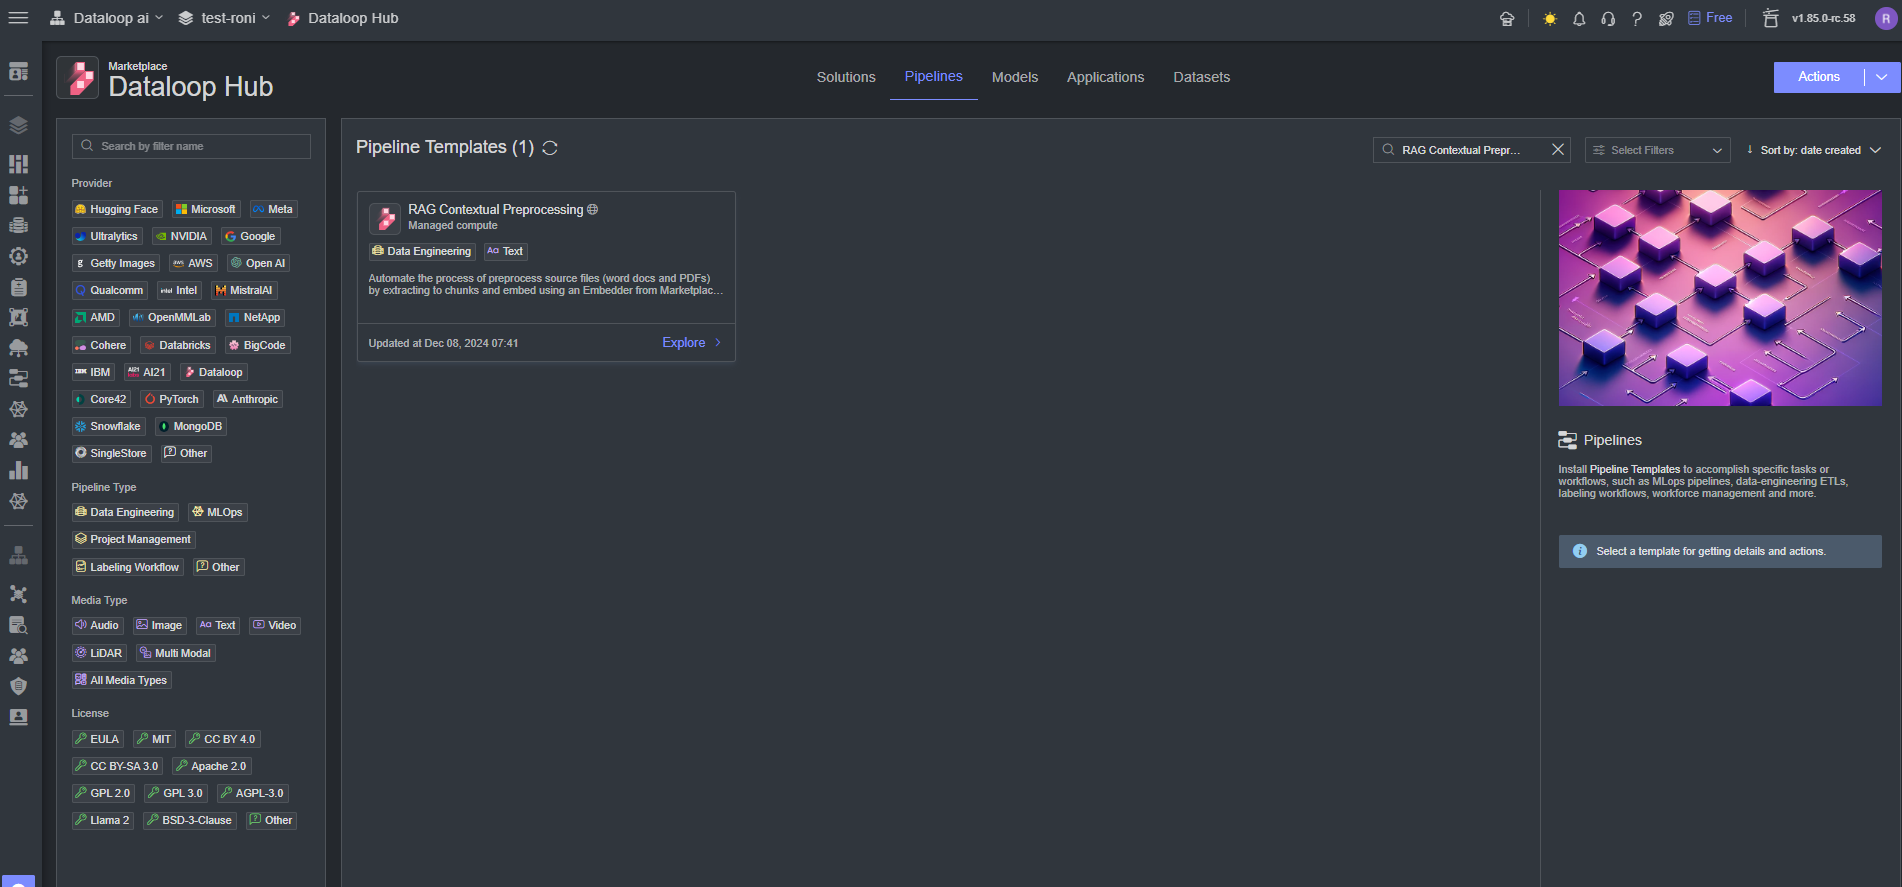 Dataloop ai
test-roni
Dataloop Hub
Free
v1.85.0-rc.58
R
Marketplace
Dataloop Hub
Solutions
Pipelines
Models
Applications
Datasets
Actions
Search by filter name
Provider
Hugging Face
Microsoft
Meta
Ultralytics
NVIDIA
Google
Getty Images
AWS
Open AI
Qualcomm
Intel
MistralAI
AMD
OpenMMLab
NetApp
Cohere
Databricks
BigCode
IBM
AI21
Dataloop
Core42
PyTorch
Anthropic
Snowflake
MongoDB
SingleStore
Other
Pipeline Type
Data Engineering
MLOps
Project Management
Labeling Workflow
Other
Media Type
Audio
Image
Text
Video
LiDAR
Multi Modal
All Media Types
License
EULA
MIT
CC BY 4.0
CC BY-SA 3.0
Apache 2.0
GPL 2.0
GPL 3.0
AGPL-3.0
Llama 2
BSD-3-Clause
Other
Pipeline Templates (1)
RAG Contextual Prepr...
Select Filters
Sort by: date created
RAG Contextual Preprocessing
Managed compute
Data Engineering
Text
Automate the process of preprocess source files (word docs and PDFs)
by extracting to chunks and embed using an Embedder from Marketplac...
Updated at Dec 08, 2024 07:41
Explore
Pipelines
Install Pipeline Templates to accomplish specific tasks or
workflows, such as MLops pipelines, data-engineering ETLs,
labeling workflows, workforce management and more.
Select a template for getting details and actions.